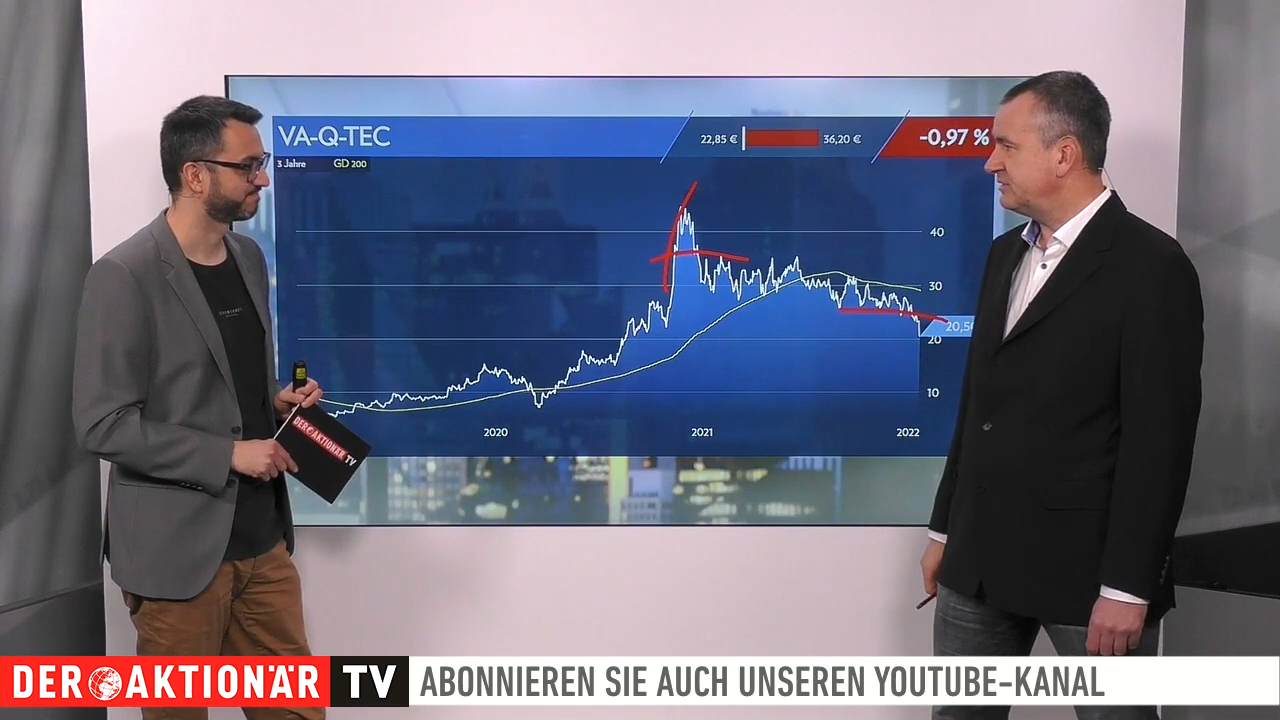 VA-Q-TEC
22,85 €
36,20 €
-0,97 %
3 Jahre
GD 200
40
30
20,50
20
10
2020
2021
2022
DER AKTIONÄR TV
DER AKTIONÄR TV
ABONNIEREN SIE AUCH UNSEREN YOUTUBE-KANAL